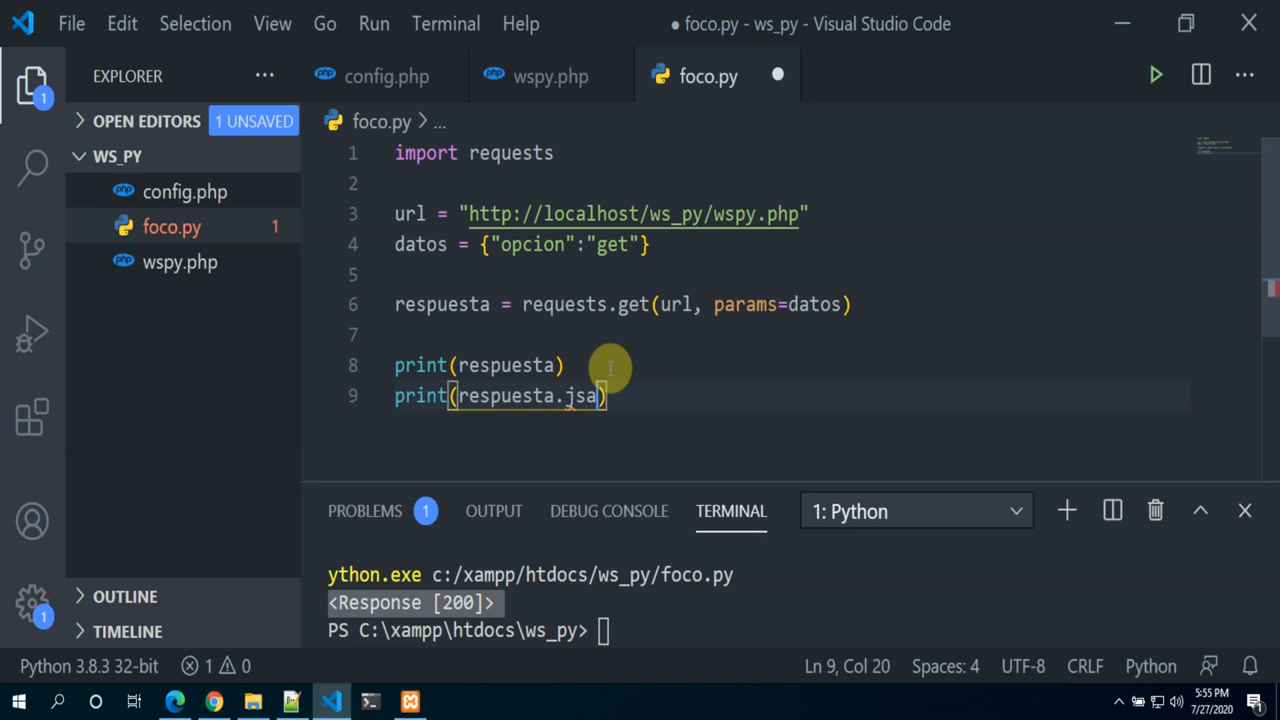 File Edit Selection View Go Run Terminal Help ● foco.py - ws_py - Visual Studio Code
EXPLORER ··· config.php wspy.php foco.py ●
1
OPEN EDITORS 1 UNSAVED
foco.py > ...
WS_PY
config.php
foco.py 1
wspy.php
1 import requests
2
3 url = "http://localhost/ws_py/wspy.php"
4 datos = {"opcion":"get"}
5
6 respuesta = requests.get(url, params=datos)
7
8 print(respuesta)
9 print(respuesta.jsa)
PROBLEMS 1 OUTPUT DEBUG CONSOLE TERMINAL 1: Python
ython.exe c:/xampp/htdocs/ws_py/foco.py
<Response [200]>
PS C:\xampp\htdocs\ws_py>
OUTLINE
TIMELINE
1
Python 3.8.3 32-bit 1 0 Ln 9, Col 20 Spaces: 4 UTF-8 CRLF Python
5:55 PM
7/27/2020
1